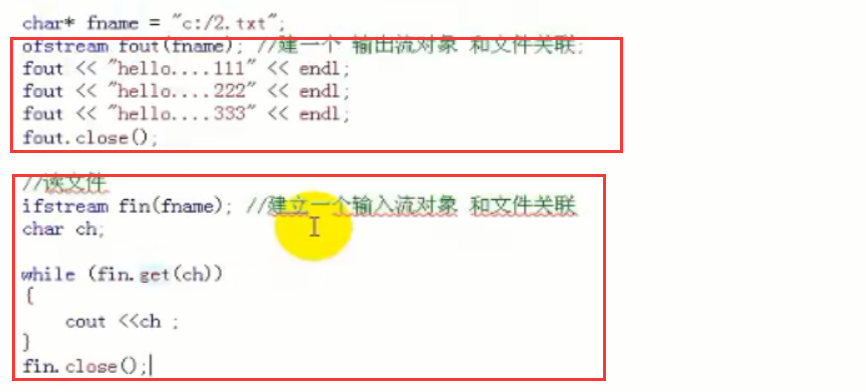 char* fname = "c:/2.txt";
ofstream fout(fname); //建一个 输出流对象 和文件关联;
fout << "hello....111" << endl;
fout << "hello....222" << endl;
fout << "hello....333" << endl;
fout.close();
//读文件
ifstream fin(fname); //建立一个输入流对象 和文件关联
char ch;
while (fin.get(ch))
{
cout <<ch ;
}
fin.close();